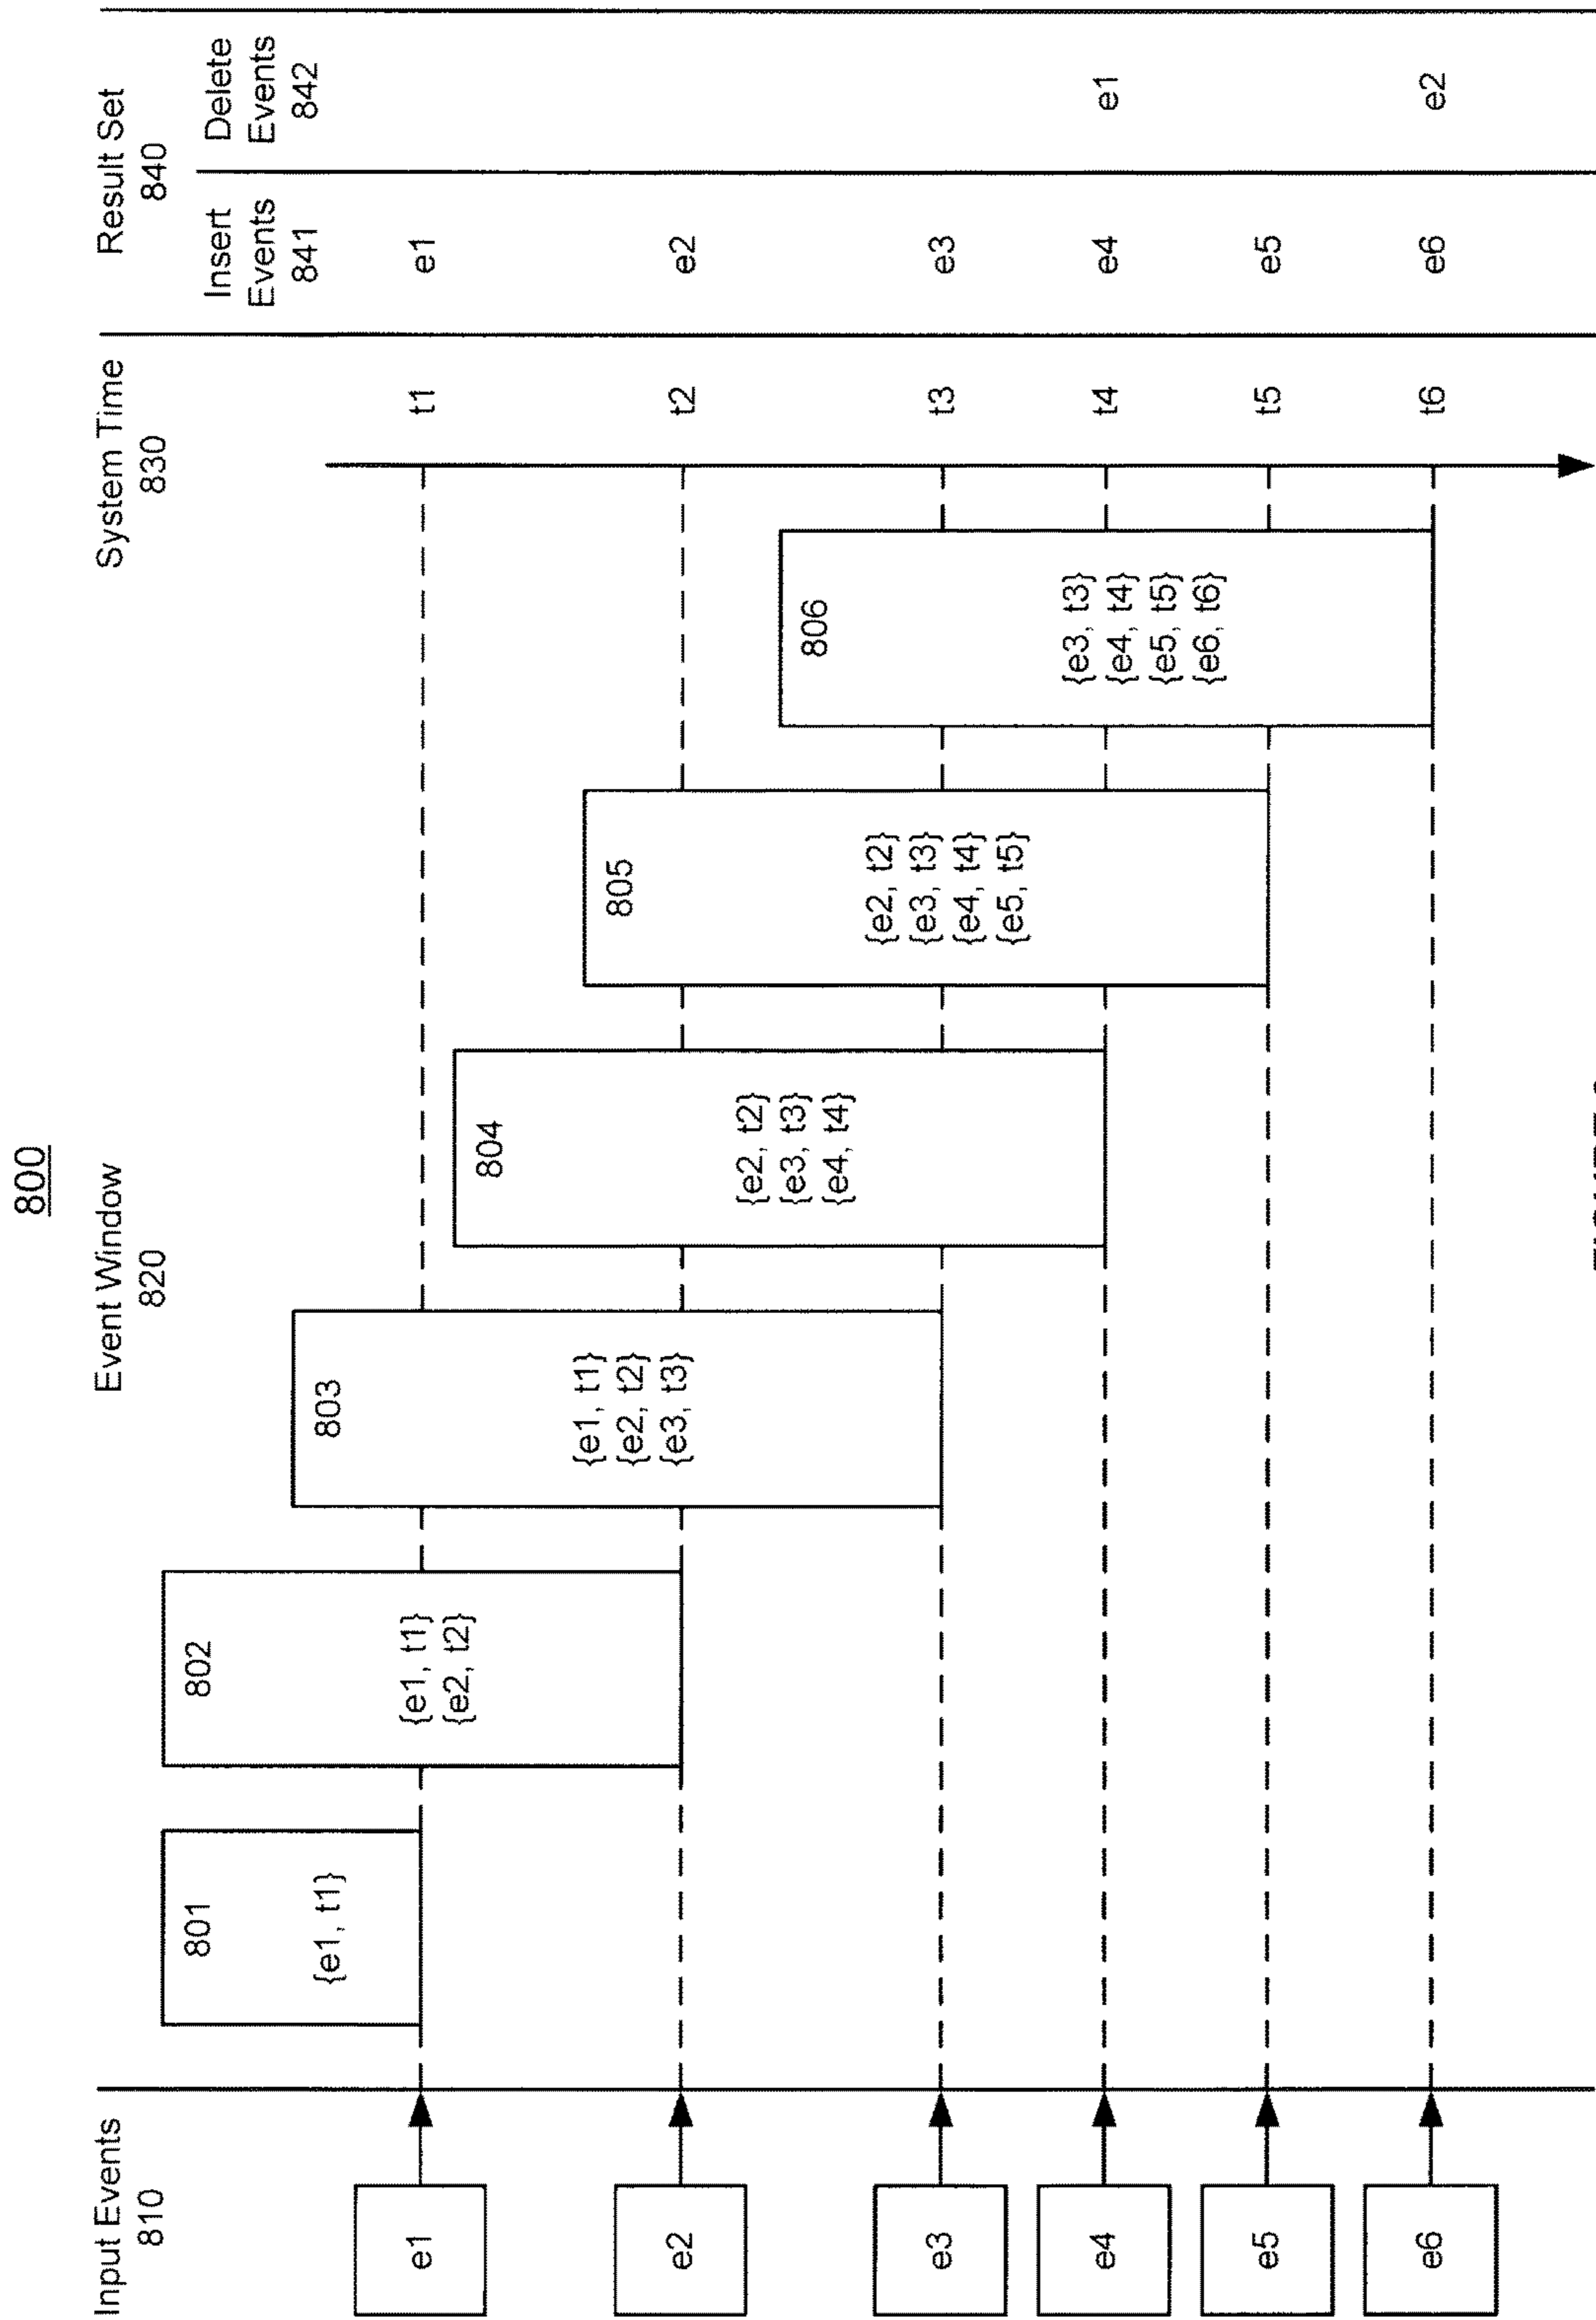 800
Input Events
810
Event Window
820
System Time
830
Result Set
840
Insert
Events
841
Delete
Events
842
e1
801
{e1, t1}
t1
e1
e2
802
{e1, t1}
{e2, t2}
t2
e2
e3
803
{e1, t1}
{e2, t2}
{e3, t3}
t3
e3
e4
804
{e2, t2}
{e3, t3}
{e4, t4}
t4
e4
e1
e5
805
{e2, t2}
{e3, t3}
{e4, t4}
{e5, t5}
t5
e5
e6
806
{e3, t3}
{e4, t4}
{e5, t5}
{e6, t6}
t6
e6
e2